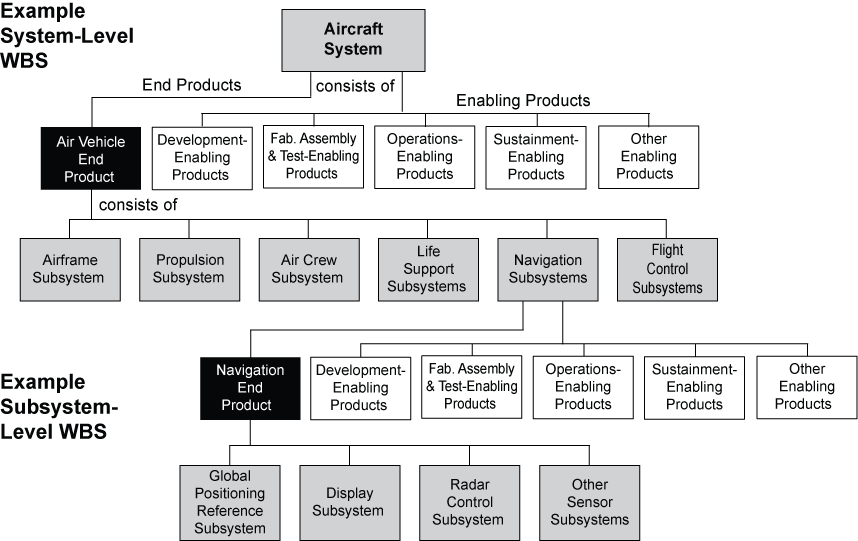 Example
System-Level
WBS
Aircraft
System
End Products
consists of
Enabling Products
Air Vehicle
End
Product
Development-
Enabling
Products
Fab. Assembly
& Test-Enabling
Products
Operations-
Enabling
Products
Sustainment-
Enabling
Products
Other
Enabling
Products
consists of
Airframe
Subsystem
Propulsion
Subsystem
Air Crew
Subsystem
Life
Support
Subsystems
Navigation
Subsystems
Flight
Control
Subsystems
Example
Subsystem-
Level WBS
Navigation
End
Product
Development-
Enabling
Products
Fab. Assembly
& Test-Enabling
Products
Operations-
Enabling
Products
Sustainment-
Enabling
Products
Other
Enabling
Products
Global
Positioning
Reference
Subsystem
Display
Subsystem
Radar
Control
Subsystem
Other
Sensor
Subsystems